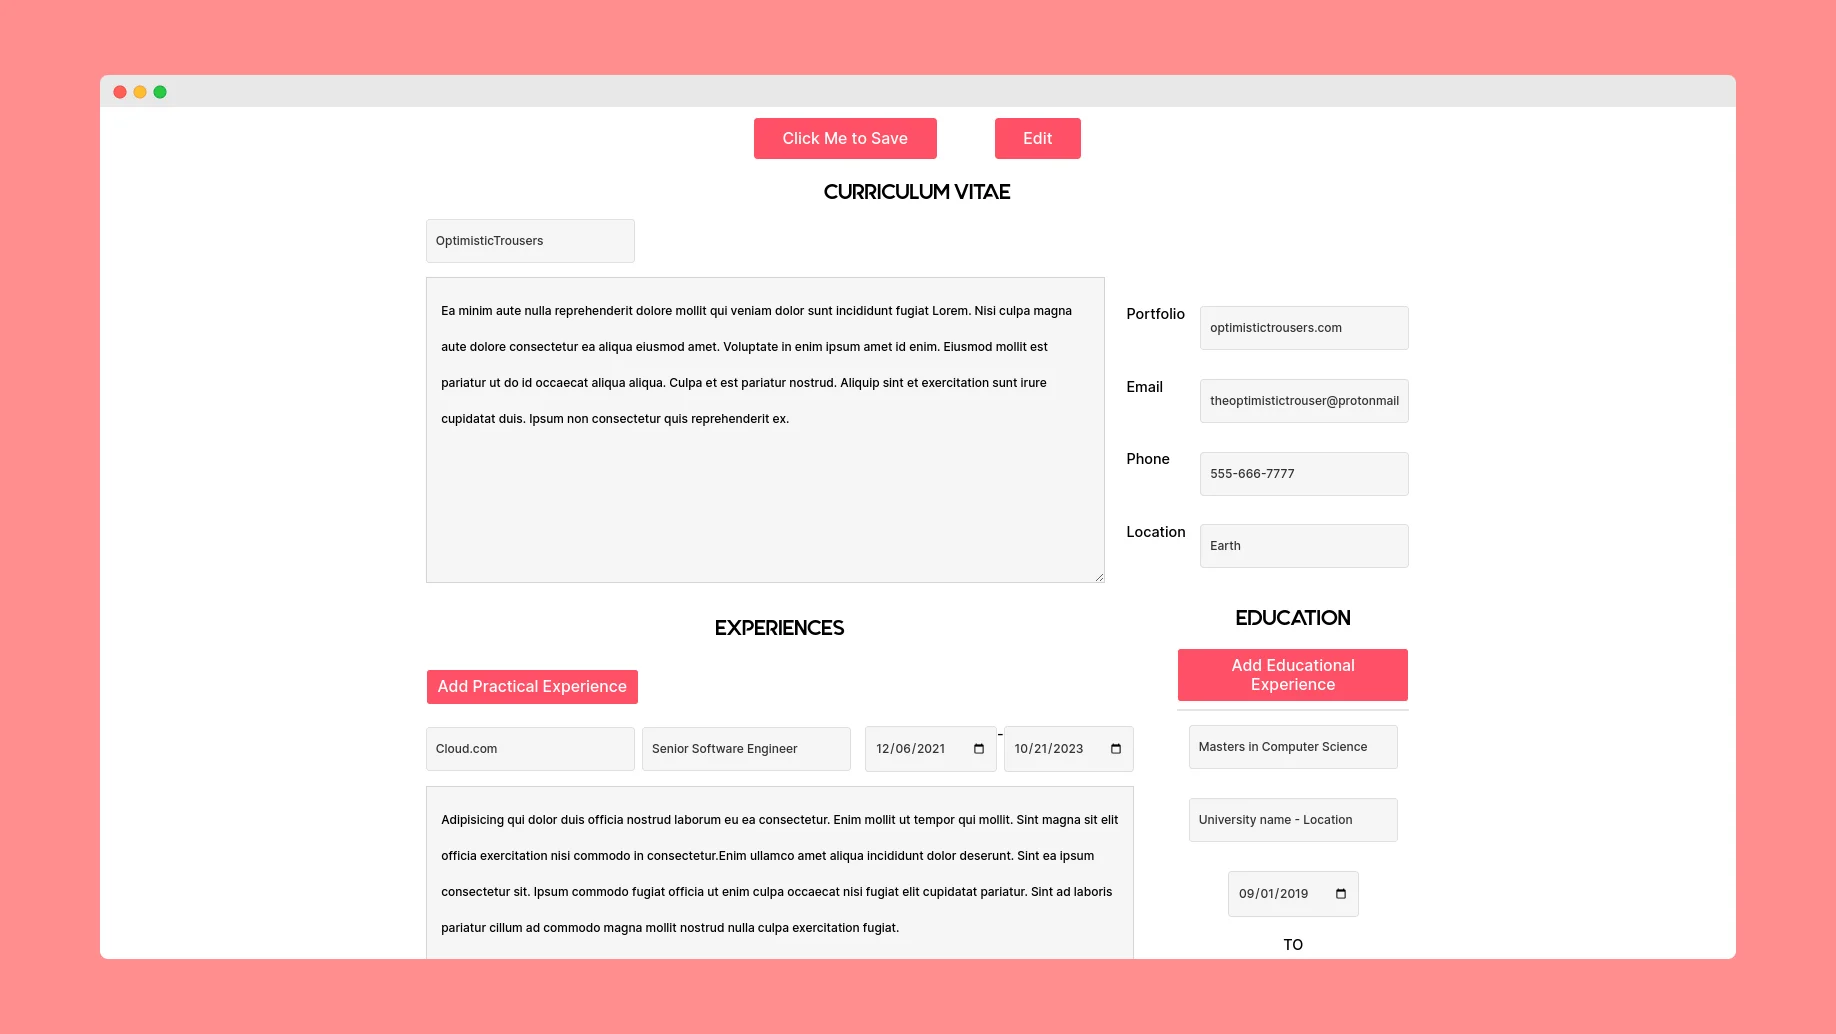 Click Me to Save
Edit
CURRICULUM VITAE
OptimisticTrousers
Ea minim aute nulla reprehenderit dolore mollit qui veniam dolor sunt incididunt fugiat Lorem. Nisi culpa magna
aute dolore consectetur ea aliqua eiusmod amet. Voluptate in enim ipsum amet id enim. Eiusmod mollit est
pariatur ut do id occaecat aliqua aliqua. Culpa et est pariatur nostrud. Aliquip sint et exercitation sunt irure
cupidatat duis. Ipsum non consectetur quis reprehenderit ex.
Portfolio
optimistictrousers.com
Email
theoptimistictrouser@protonmail
Phone
555-666-7777
Location
Earth
EXPERIENCES
Add Practical Experience
Cloud.com
Senior Software Engineer
12/06/2021
-
10/21/2023
Adipisicing qui dolor duis officia nostrud laborum eu ea consectetur. Enim mollit ut tempor qui mollit. Sint magna sit elit
officia exercitation nisi commodo in consectetur.Enim ullamco amet aliqua incididunt dolor deserunt. Sint ea ipsum
consectetur sit. Ipsum commodo fugiat officia ut enim culpa occaecat nisi fugiat elit cupidatat pariatur. Sint ad laboris
pariatur cillum ad commodo magna mollit nostrud nulla culpa exercitation fugiat.
EDUCATION
Add Educational
Experience
Masters in Computer Science
University name - Location
09/01/2019
TO